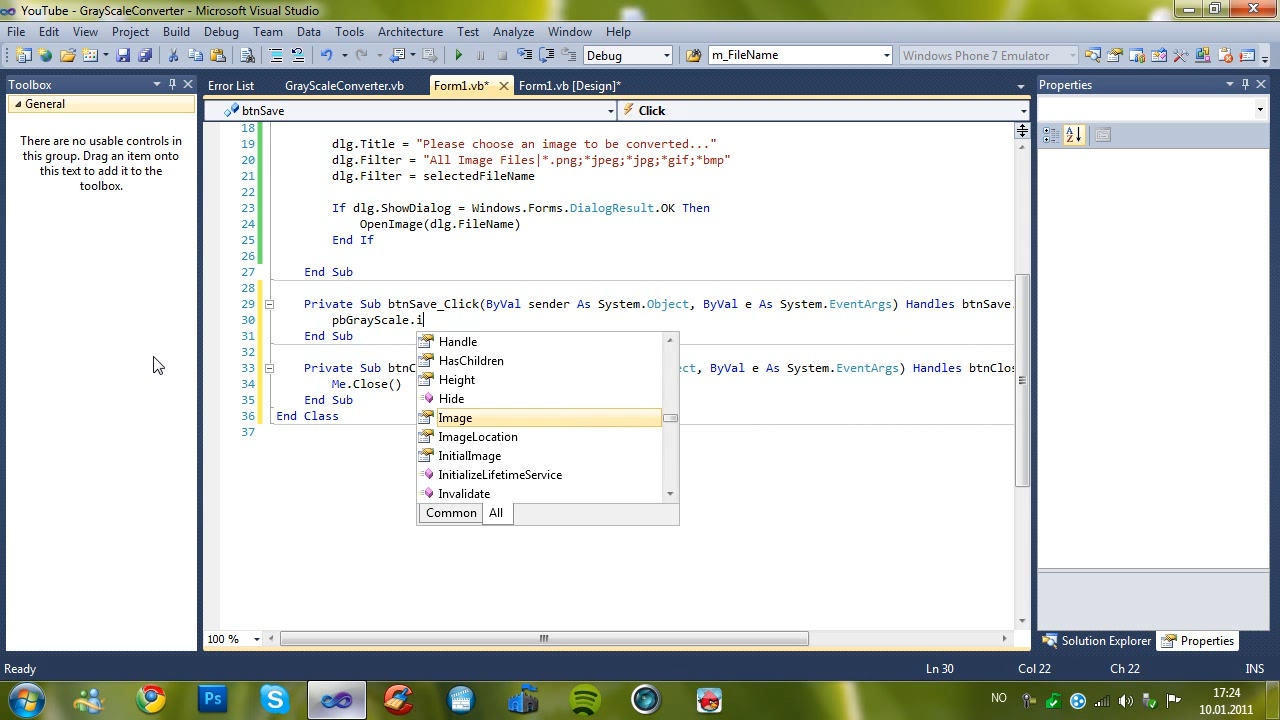 YouTube - GrayScaleConverter - Microsoft Visual Studio
File Edit View Project Build Debug Team Data Tools Architecture Test Analyze Window Help
Debug m_FileName Windows Phone 7 Emulator
Toolbox
General
There are no usable controls in
this group. Drag an item onto
this text to add it to the
toolbox.
Error List GrayScaleConverter.vb Form1.vb* Form1.vb [Design]*
btnSave Click
18
19 dlg.Title = "Please choose an image to be converted..."
20 dlg.Filter = "All Image Files|*.png;*jpeg;*jpg;*gif;*bmp"
21 dlg.Filter = selectedFileName
22
23 If dlg.ShowDialog = Windows.Forms.DialogResult.OK Then
24 OpenImage(dlg.FileName)
25 End If
26
27 End Sub
28
29 Private Sub btnSave_Click(ByVal sender As System.Object, ByVal e As System.EventArgs) Handles btnSave.
30 pbGrayScale.i
31 End Sub
32
33 Private Sub btnC ect, ByVal e As System.EventArgs) Handles btnClos
34 Me.Close()
35 End Sub
36 End Class
37
Handle
HasChildren
Height
Hide
Image
ImageLocation
InitialImage
InitializeLifetimeService
Invalidate
Common All
100 %
Properties
Solution Explorer Properties
Ready Ln 30 Col 22 Ch 22 INS
Ps
NO
17:24
10.01.2011